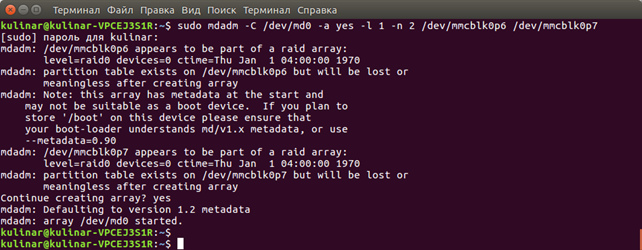 Терминал Файл Правка Вид Поиск Терминал Справка
kulinar@kulinar-VPCEJ3S1R:~$ sudo mdadm -C /dev/md0 -a yes -l 1 -n 2 /dev/mmcblk0p6 /dev/mmcblk0p7
[sudo] пароль для kulinar:
mdadm: /dev/mmcblk0p6 appears to be part of a raid array:
       level=raid0 devices=0 ctime=Thu Jan  1 04:00:00 1970
mdadm: partition table exists on /dev/mmcblk0p6 but will be lost or
       meaningless after creating array
mdadm: Note: this array has metadata at the start and
    may not be suitable as a boot device.  If you plan to
    store '/boot' on this device please ensure that
    your boot-loader understands md/v1.x metadata, or use
    --metadata=0.90
mdadm: /dev/mmcblk0p7 appears to be part of a raid array:
       level=raid0 devices=0 ctime=Thu Jan  1 04:00:00 1970
mdadm: partition table exists on /dev/mmcblk0p7 but will be lost or
       meaningless after creating array
Continue creating array? yes
mdadm: Defaulting to version 1.2 metadata
mdadm: array /dev/md0 started.
kulinar@kulinar-VPCEJ3S1R:~$
kulinar@kulinar-VPCEJ3S1R:~$